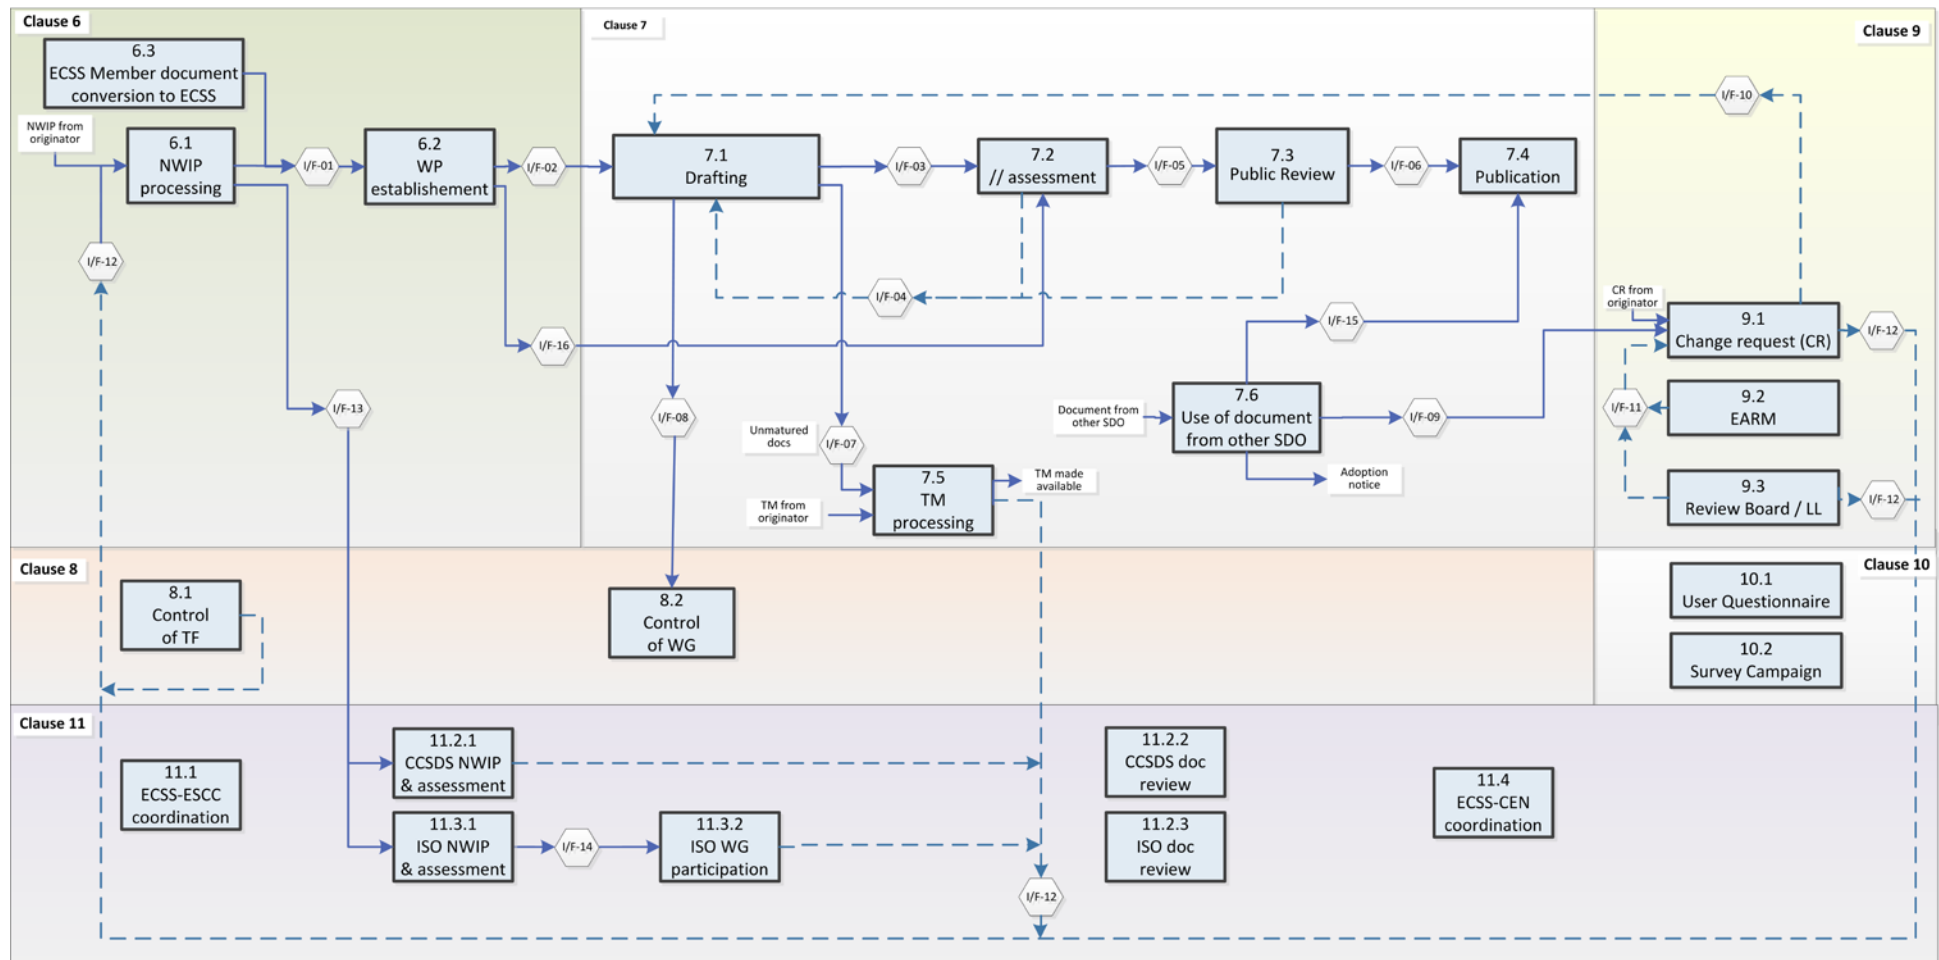 Clause 6
6.3
ECSS Member document
conversion to ECSS
NWIP from
originator
6.1
NWIP
processing
I/F-01
6.2
WP
establishement
I/F-02
I/F-12
I/F-13
I/F-16
Clause 7
7.1
Drafting
I/F-03
7.2
// assessment
I/F-05
7.3
Public Review
I/F-06
7.4
Publication
I/F-04
I/F-15
I/F-08
Unmatured
docs
I/F-07
TM from
originator
7.5
TM
processing
TM made
available
Document from
other SDO
7.6
Use of document
from other SDO
I/F-09
Adoption
notice
Clause 9
I/F-10
CR from
originator
9.1
Change request (CR)
I/F-12
I/F-11
9.2
EARM
9.3
Review Board / LL
I/F-12
Clause 8
8.1
Control
of TF
8.2
Control
of WG
Clause 10
10.1
User Questionnaire
10.2
Survey Campaign
Clause 11
11.1
ECSS-ESCC
coordination
11.2.1
CCSDS NWIP
& assessment
11.3.1
ISO NWIP
& assessment
I/F-14
11.3.2
ISO WG
participation
I/F-12
11.2.2
CCSDS doc
review
11.2.3
ISO doc
review
11.4
ECSS-CEN
coordination